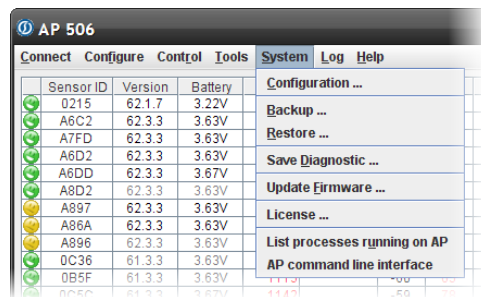 AP 506
Connect Configure Control Tools System Log Help
Sensor ID Version Battery
0215 62.1.7 3.22V
A6C2 62.3.3 3.63V
A7FD 62.3.3 3.63V
A6D2 62.3.3 3.63V
A6DD 62.3.3 3.67V
A8D2 62.3.3 3.63V
A897 62.3.3 3.63V
A86A 62.3.3 3.63V
A896 62.3.3 3.63V
0C36 61.3.3 3.63V
0B5F 61.3.3 3.63V
Configuration ...
Backup ...
Restore ...
Save Diagnostic ...
Update Firmware ...
License ...
List processes running on AP
AP command line interface